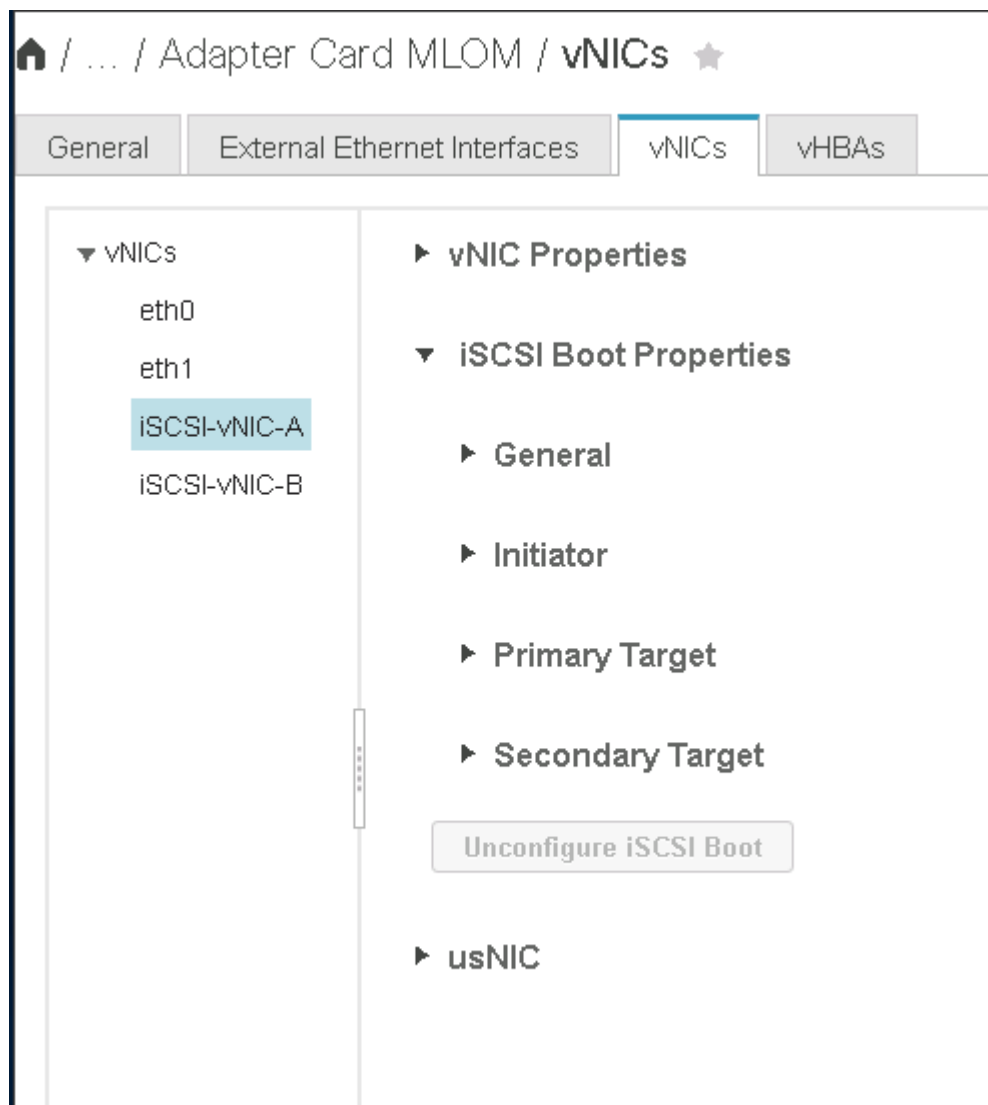 / ... / Adapter Card MLOM / vNICs
General External Ethernet Interfaces vNICs vHBAs
vNICs
eth0
eth1
iSCSI-vNIC-A
iSCSI-vNIC-B
vNIC Properties
iSCSI Boot Properties
General
Initiator
Primary Target
Secondary Target
Unconfigure iSCSI Boot
usNIC